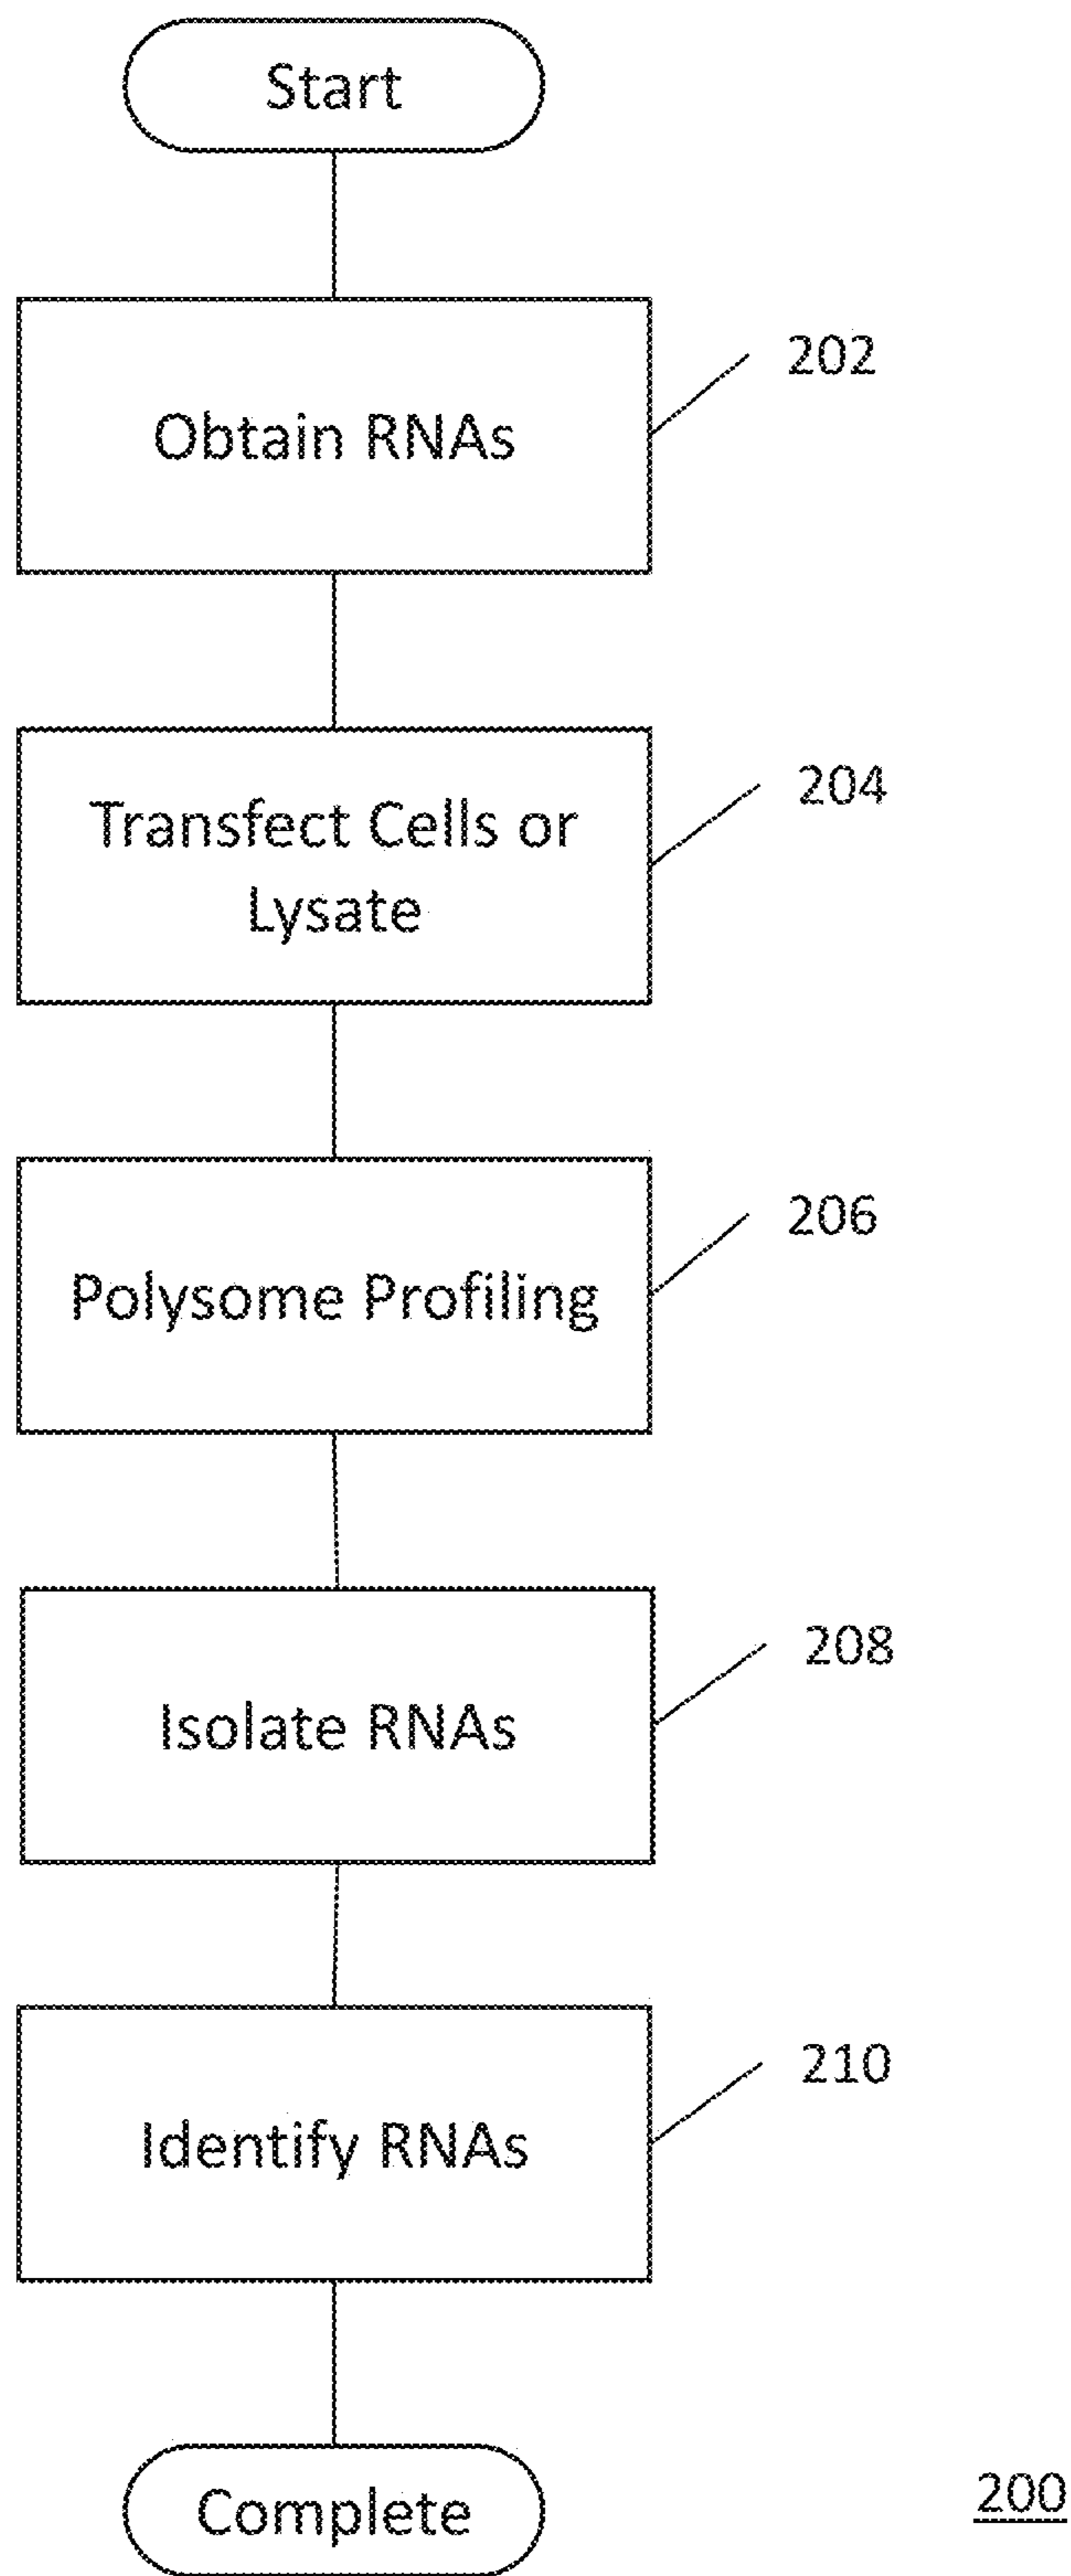 Start
202
Obtain RNAs
204
Transfect Cells or
Lysate
206
Polysome Profiling
208
Isolate RNAs
210
Identify RNAs
Complete
200